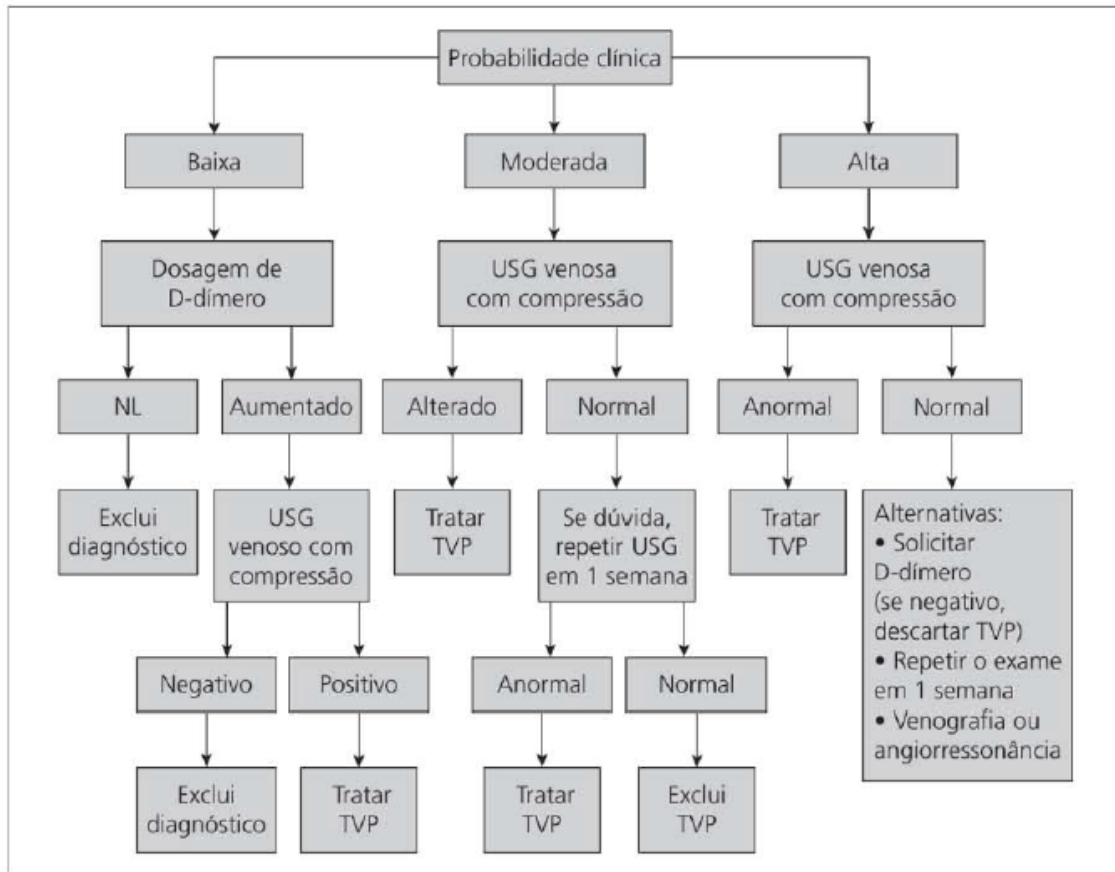 Probabilidade clínica
Baixa
Moderada
Alta
Dosagem de
D-dímero
USG venosa
com compressão
USG venosa
com compressão
NL
Aumentado
Alterado
Normal
Anormal
Normal
Exclui
diagnóstico
USG
venoso com
compressão
Tratar
TVP
Se dúvida,
repetir USG
em 1 semana
Tratar
TVP
Alternativas:
• Solicitar
D-dímero
(se negativo,
descartar TVP)
• Repetir o exame
em 1 semana
• Venografia ou
angiorressonância
Negativo
Positivo
Anormal
Normal
Exclui
diagnóstico
Tratar
TVP
Tratar
TVP
Exclui
TVP